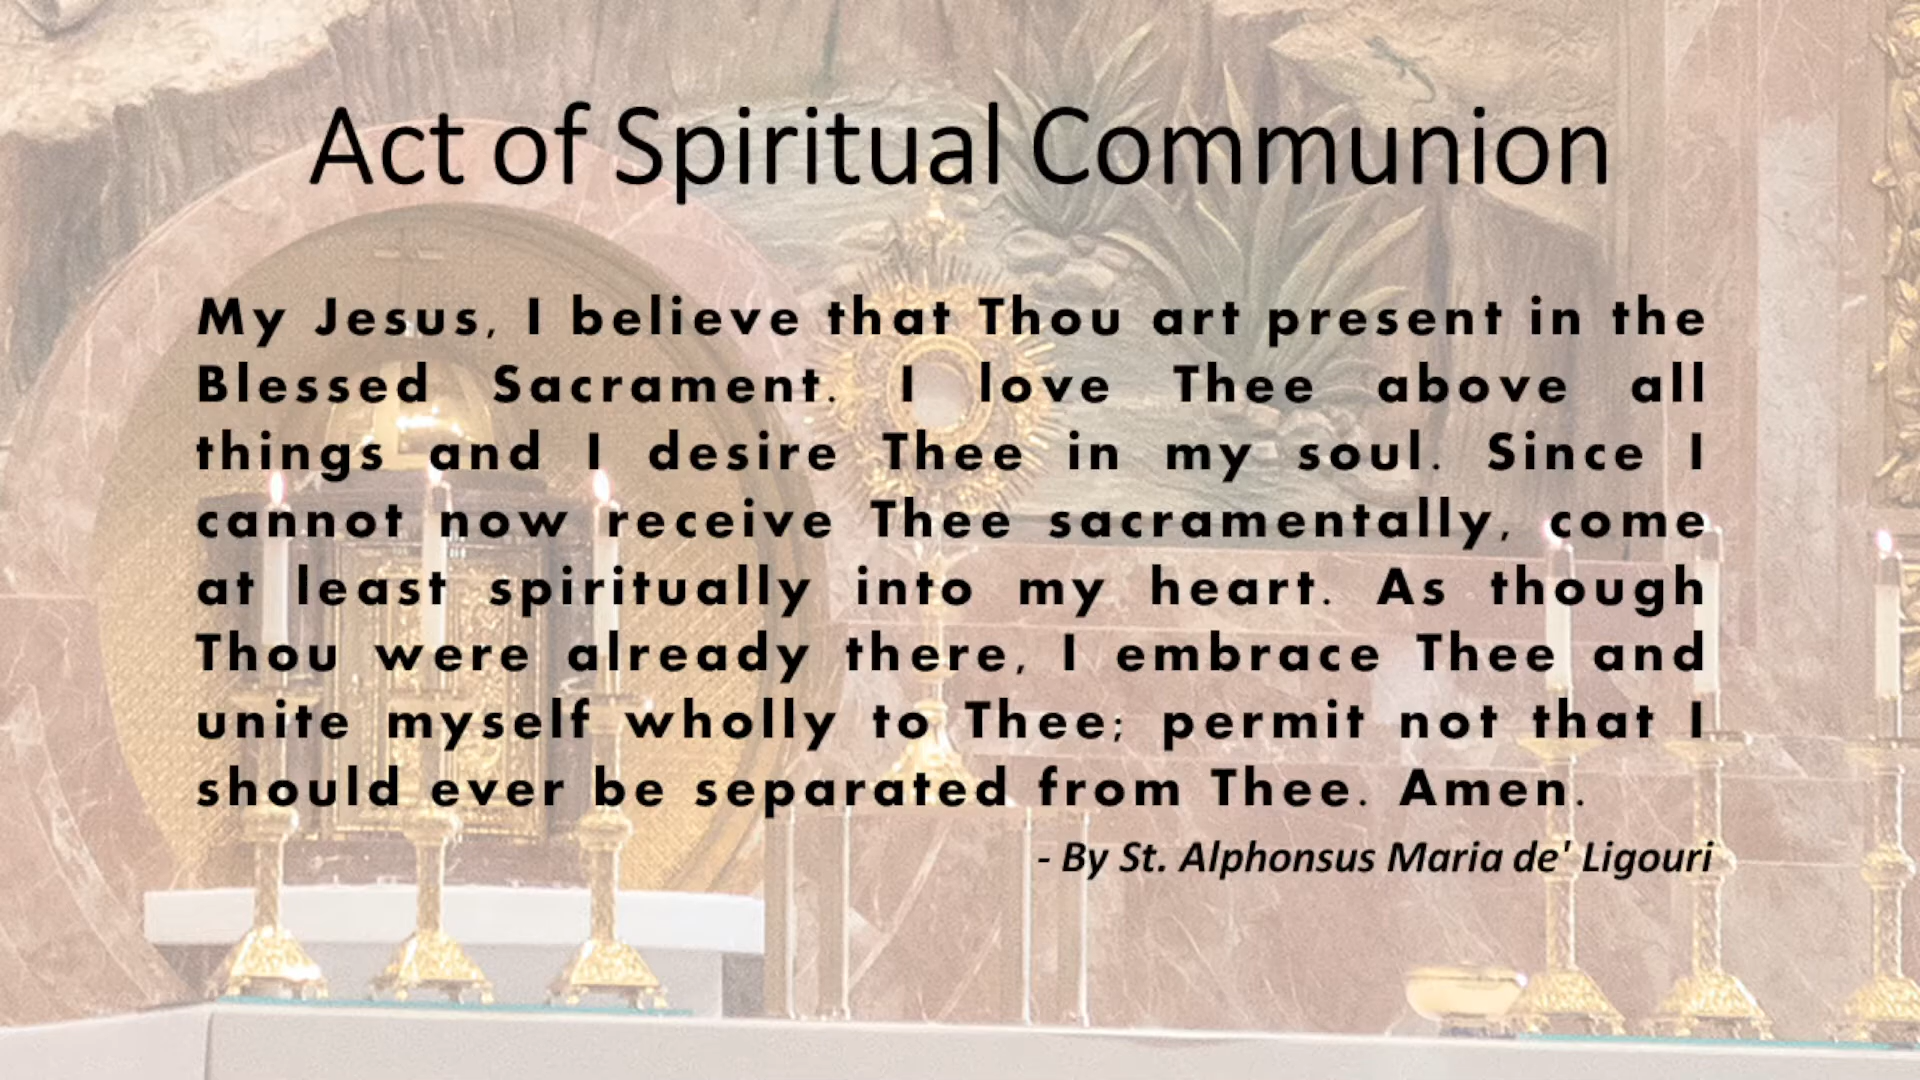 Act of Spiritual Communion
My Jesus, I believe that Thou art present in the
Blessed Sacrament. I love Thee above all
things and I desire Thee in my soul. Since I
cannot now receive Thee sacramentally, come
at least spiritually into my heart. As though
Thou were already there, I embrace Thee and
unite myself wholly to Thee; permit not that I
should ever be separated from Thee. Amen.
- By St. Alphonsus Maria de' Ligouri